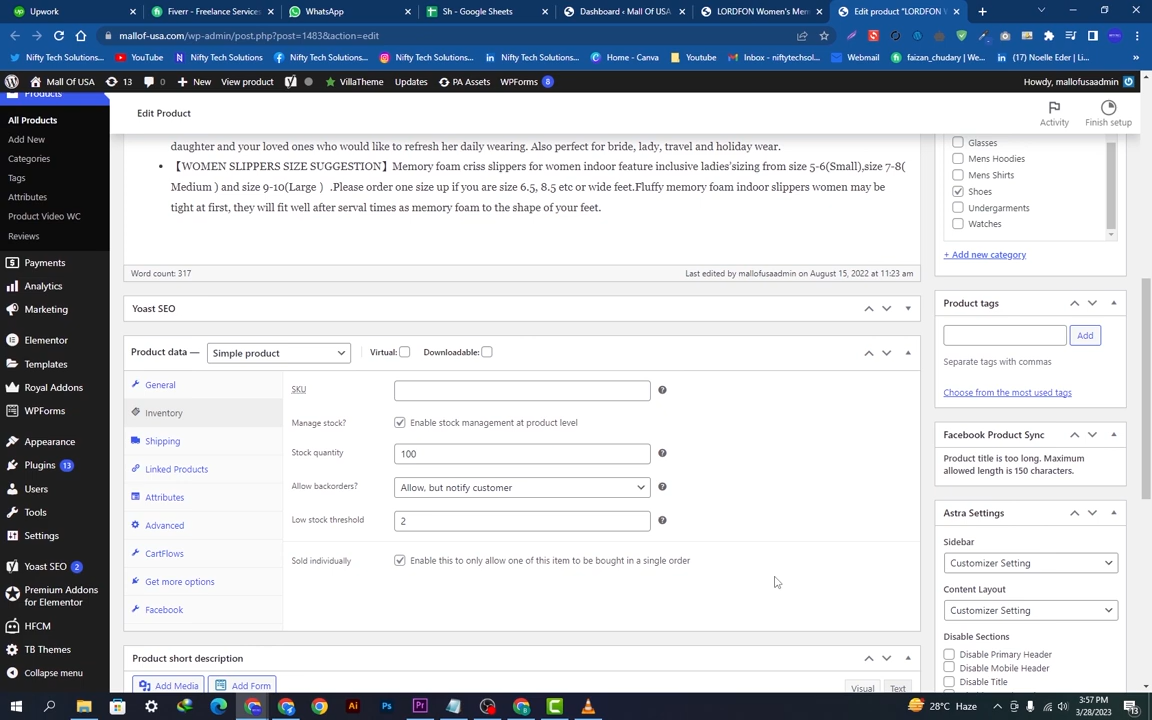 Upwork
Fiverr - Freelance Services
WhatsApp
Sh - Google Sheets
Dashboard ‹ Mall Of USA
LORDFON Women's Mem
Edit product "LORDFON W
mallof-usa.com/wp-admin/post.php?post=1483&action=edit
Nifty Tech Solutions...
YouTube
Nifty Tech Solution...
Nifty Tech Solution...
Nifty Tech Solution...
Nifty Tech Solution...
Home - Canva
Youtube
Inbox - niftytechsol...
Webmail
faizan_chudary | We...
(17) Noelle Eder | Li...
Mall Of USA
13
0
New
View product
VillaTheme
Updates
PA Assets
WPForms 8
Howdy, mallofusaadmin
Products
All Products
Add New
Categories
Tags
Attributes
Product Video WC
Reviews
Payments
Analytics
Marketing
Elementor
Templates
Royal Addons
WPForms
Appearance
Plugins 13
Users
Tools
Settings
Yoast SEO 2
Premium Addons
for Elementor
HFCM
TB Themes
Collapse menu
Edit Product
Activity
Finish setup
daughter and your loved ones who would like to refresh her daily wearing. Also perfect for bride, lady, travel and holiday wear.
• 【WOMEN SLIPPERS SIZE SUGGESTION】Memory foam criss slippers for women indoor feature inclusive ladies'sizing from size 5-6(Small),size 7-8(
Medium ) and size 9-10(Large ）.Please order one size up if you are size 6.5, 8.5 etc or wide feet.Fluffy memory foam indoor slippers women may be
tight at first, they will fit well after serval times as memory foam to the shape of your feet.
Word count: 317
Last edited by mallofusaadmin on August 15, 2022 at 11:23 am
Yoast SEO
Product data —
Simple product
Virtual:
Downloadable:
General
Inventory
Shipping
Linked Products
Attributes
Advanced
CartFlows
Get more options
Facebook
SKU
Manage stock?
Enable stock management at product level
Stock quantity
100
Allow backorders?
Allow, but notify customer
Low stock threshold
2
Sold individually
Enable this to only allow one of this item to be bought in a single order
Product short description
Add Media
Add Form
Visual
Text
Glasses
Mens Hoodies
Mens Shirts
Shoes
Undergarments
Watches
+ Add new category
Product tags
Add
Separate tags with commas
Choose from the most used tags
Facebook Product Sync
Product title is too long. Maximum
allowed length is 150 characters.
Astra Settings
Sidebar
Customizer Setting
Content Layout
Customizer Setting
Disable Sections
Disable Primary Header
Disable Mobile Header
Disable Title
28°C Haze
3:57 PM
3/28/2023